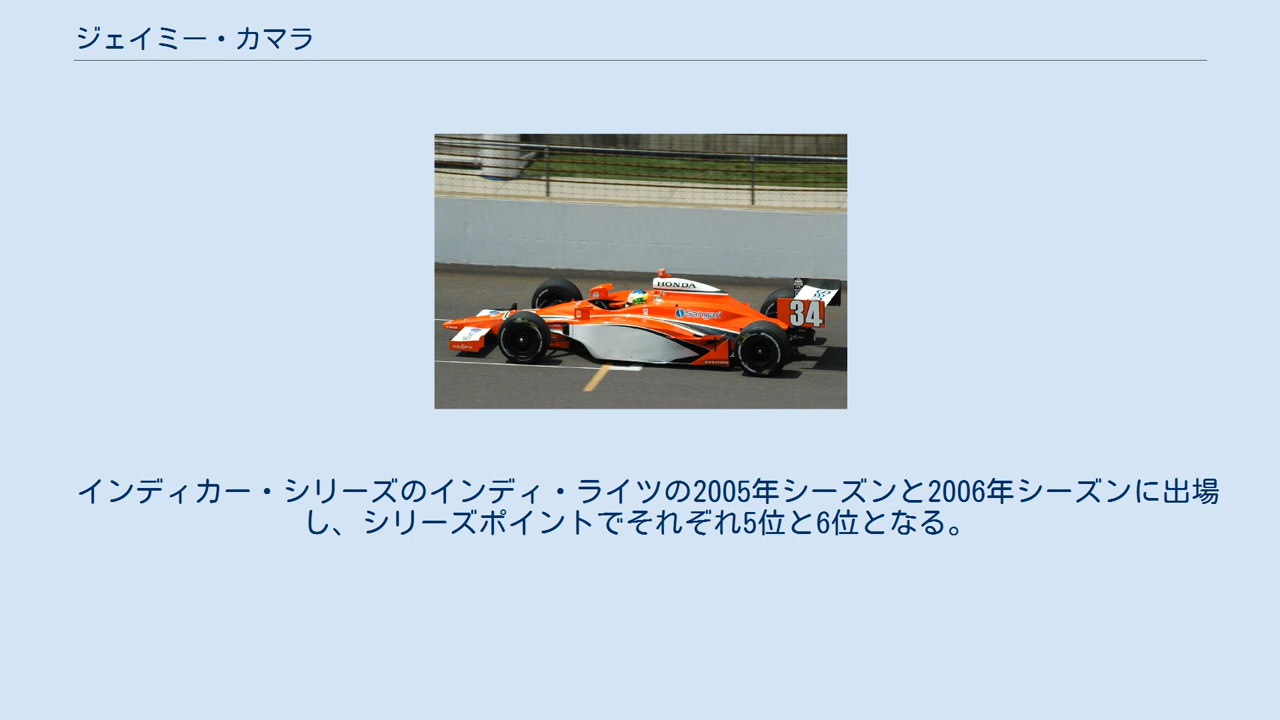 ジェイミー・カマラ
HONDA
Sangari
34
インディカー・シリーズのインディ・ライツの2005年シーズンと2006年シーズンに出場
し、シリーズポイントでそれぞれ5位と6位となる。